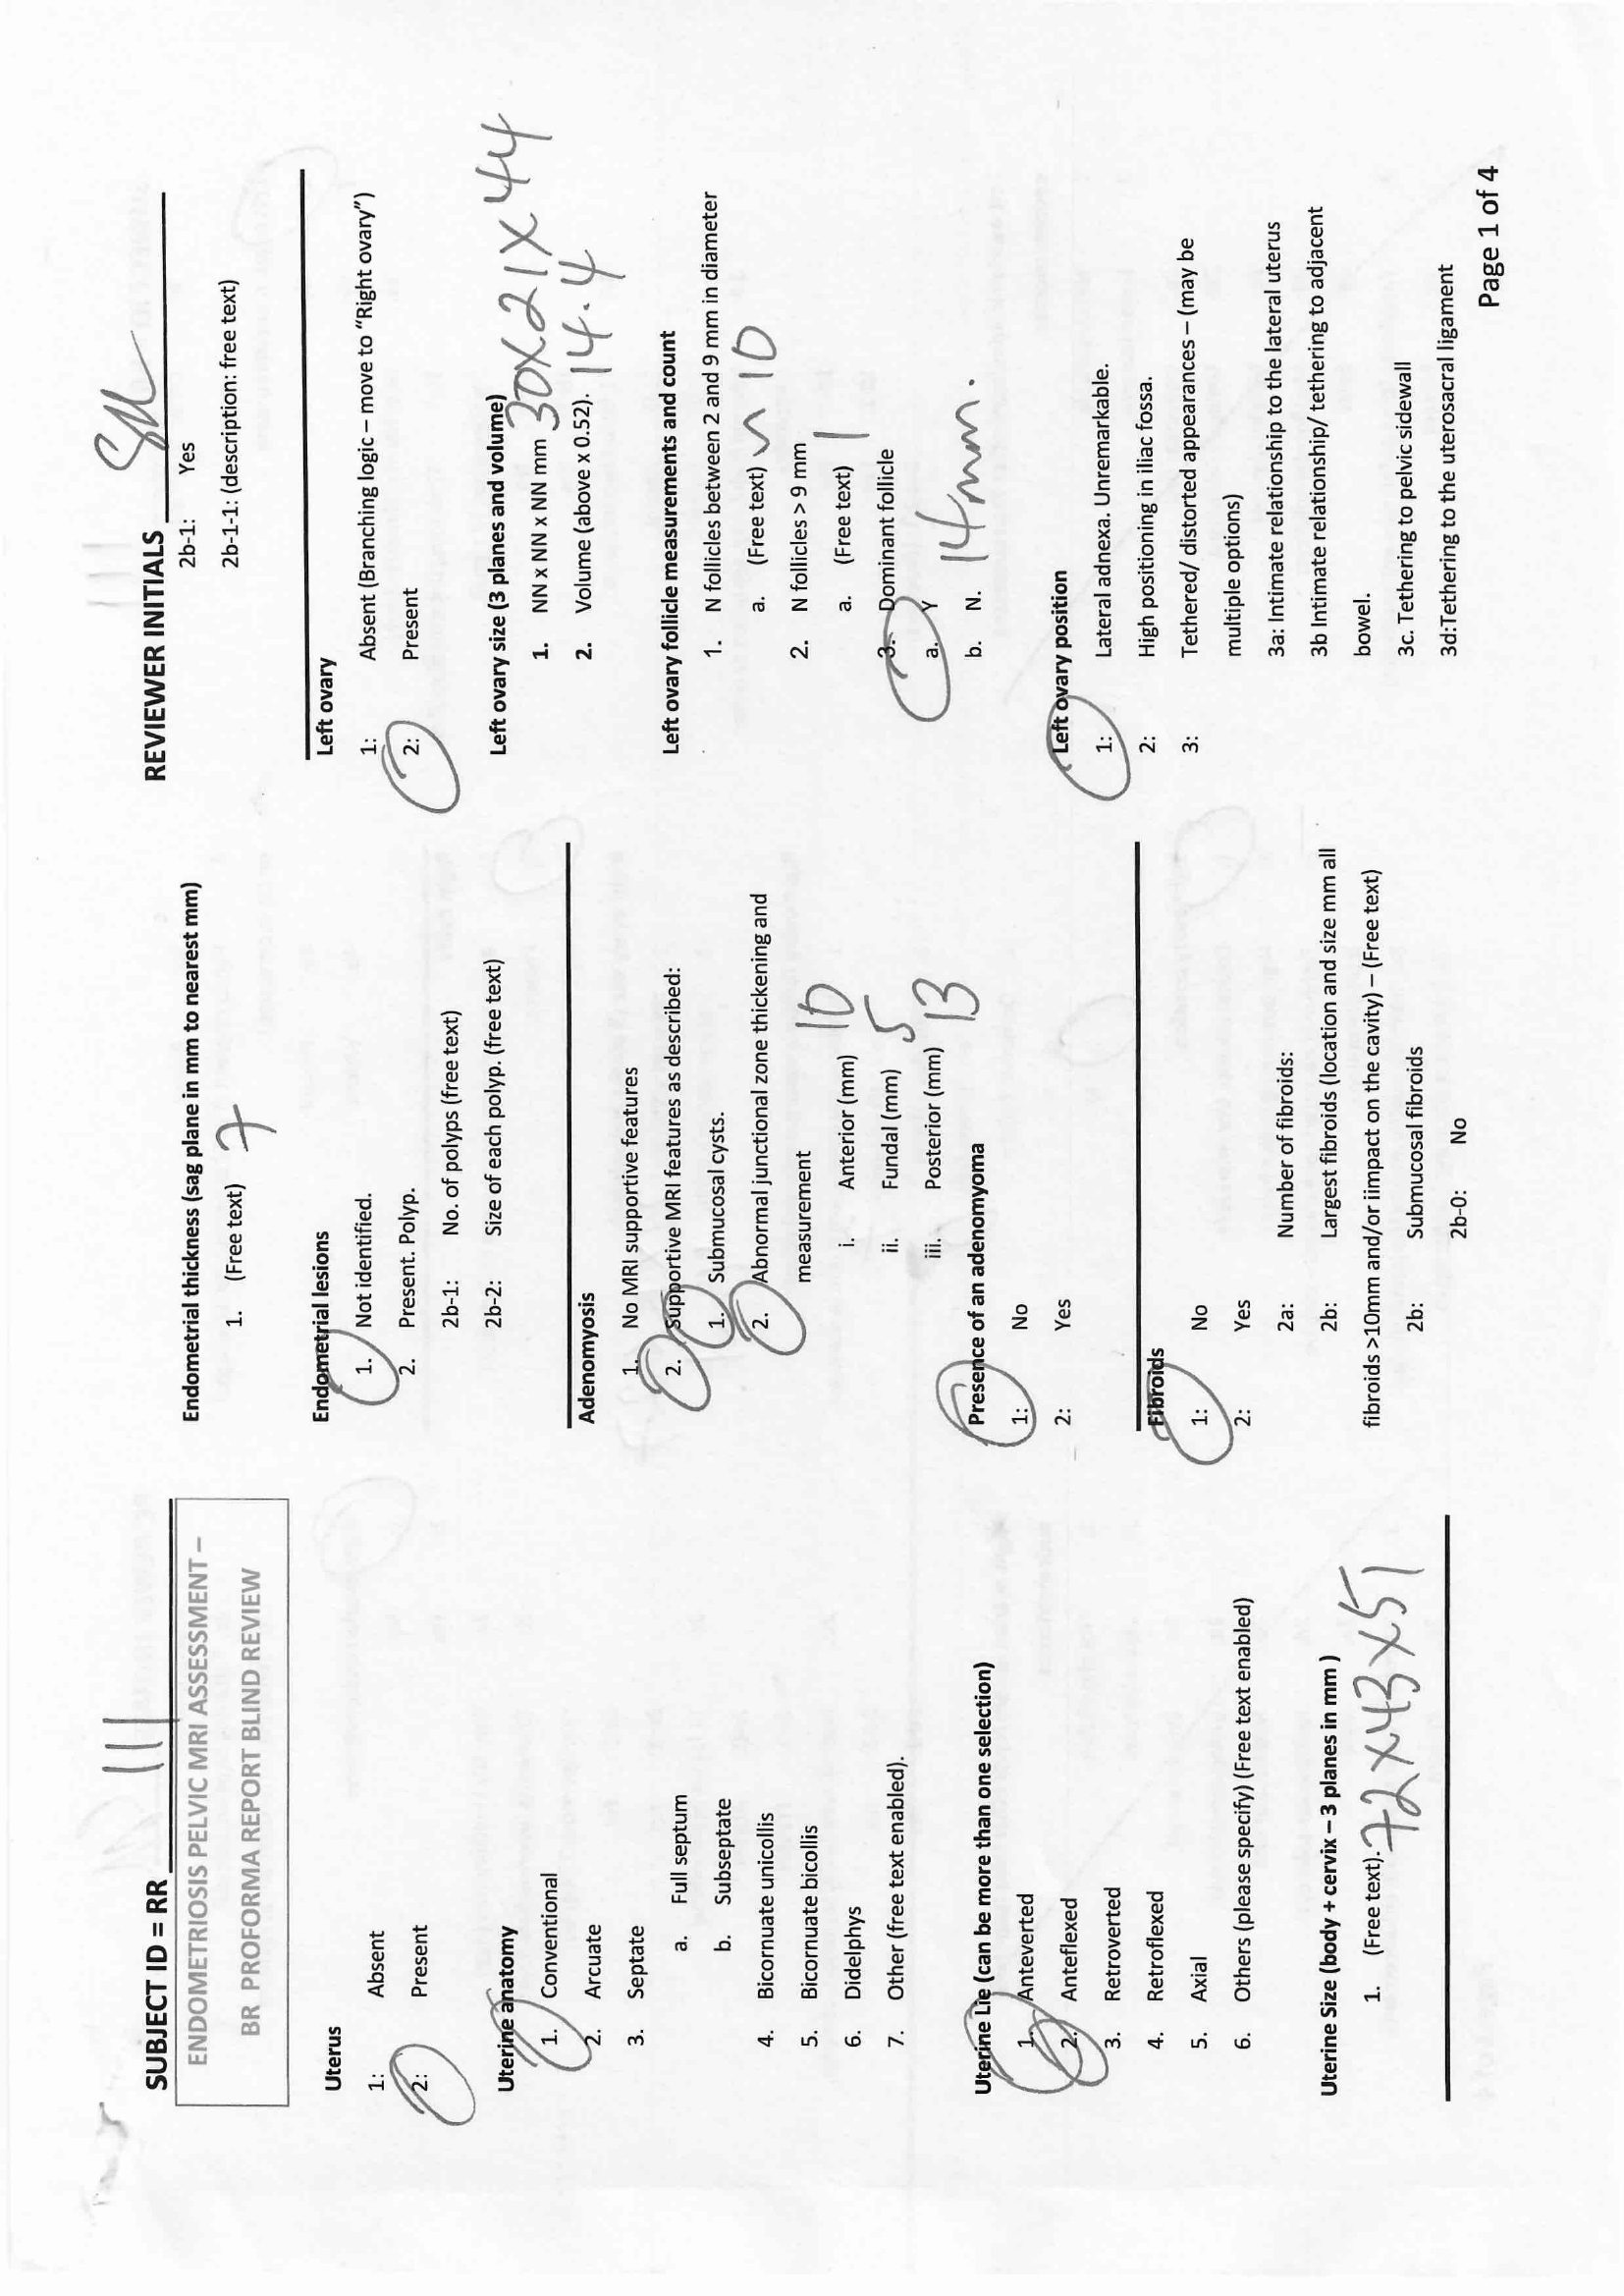 SUBJECT ID = RR 111
ENDOMETRIOSIS PELVIC MRI ASSESSMENT –
BR PROFORMA REPORT BLIND REVIEW
Uterus
1: Absent
2: Present
Uterine anatomy
1. Conventional
2. Arcuate
3. Septate
a. Full septum
b. Subseptate
4. Bicornuate unicollis
5. Bicornuate bicollis
6. Didelphys
7. Other (free text enabled).
Uterine Lie (can be more than one selection)
1. Anteverted
2. Anteflexed
3. Retroverted
4. Retroflexed
5. Axial
6. Others (please specify) (Free text enabled)
Uterine Size (body + cervix – 3 planes in mm )
1. (Free text). 72 x 43 x 51
Endometrial thickness (sag plane in mm to nearest mm)
1. (Free text) 7
Endometrial lesions
1. Not identified.
2. Present. Polyp.
2b-1: No. of polyps (free text)
2b-2: Size of each polyp. (free text)
Adenomyosis
1. No MRI supportive features
2. Supportive MRI features as described:
1. Submucosal cysts.
2. Abnormal junctional zone thickening and
measurement
i. Anterior (mm) 10
ii. Fundal (mm) 5
iii. Posterior (mm) 13
Presence of an adenomyoma
1: No
2: Yes
Fibroids
1: No
2: Yes
2a: Number of fibroids:
2b: Largest fibroids (location and size mm all
fibroids >10mm and/or iimpact on the cavity) – (Free text)
2b: Submucosal fibroids
2b-0: No
REVIEWER INITIALS
2b-1: Yes
2b-1-1: (description: free text)
Left ovary
1: Absent (Branching logic – move to "Right ovary")
2: Present
Left ovary size (3 planes and volume)
1. NN x NN x NN mm 30 x 21 x 44
2. Volume (above x 0.52). 14.4
Left ovary follicle measurements and count
1. N follicles between 2 and 9 mm in diameter
a. (Free text) ~ 10
2. N follicles > 9 mm
a. (Free text) 1
3. Dominant follicle
a. Y
b. N. 14mm.
Left ovary position
1: Lateral adnexa. Unremarkable.
2: High positioning in iliac fossa.
3: Tethered/ distorted appearances – (may be
multiple options)
3a: Intimate relationship to the lateral uterus
3b Intimate relationship/ tethering to adjacent
bowel.
3c. Tethering to pelvic sidewall
3d:Tethering to the uterosacral ligament
Page 1 of 4